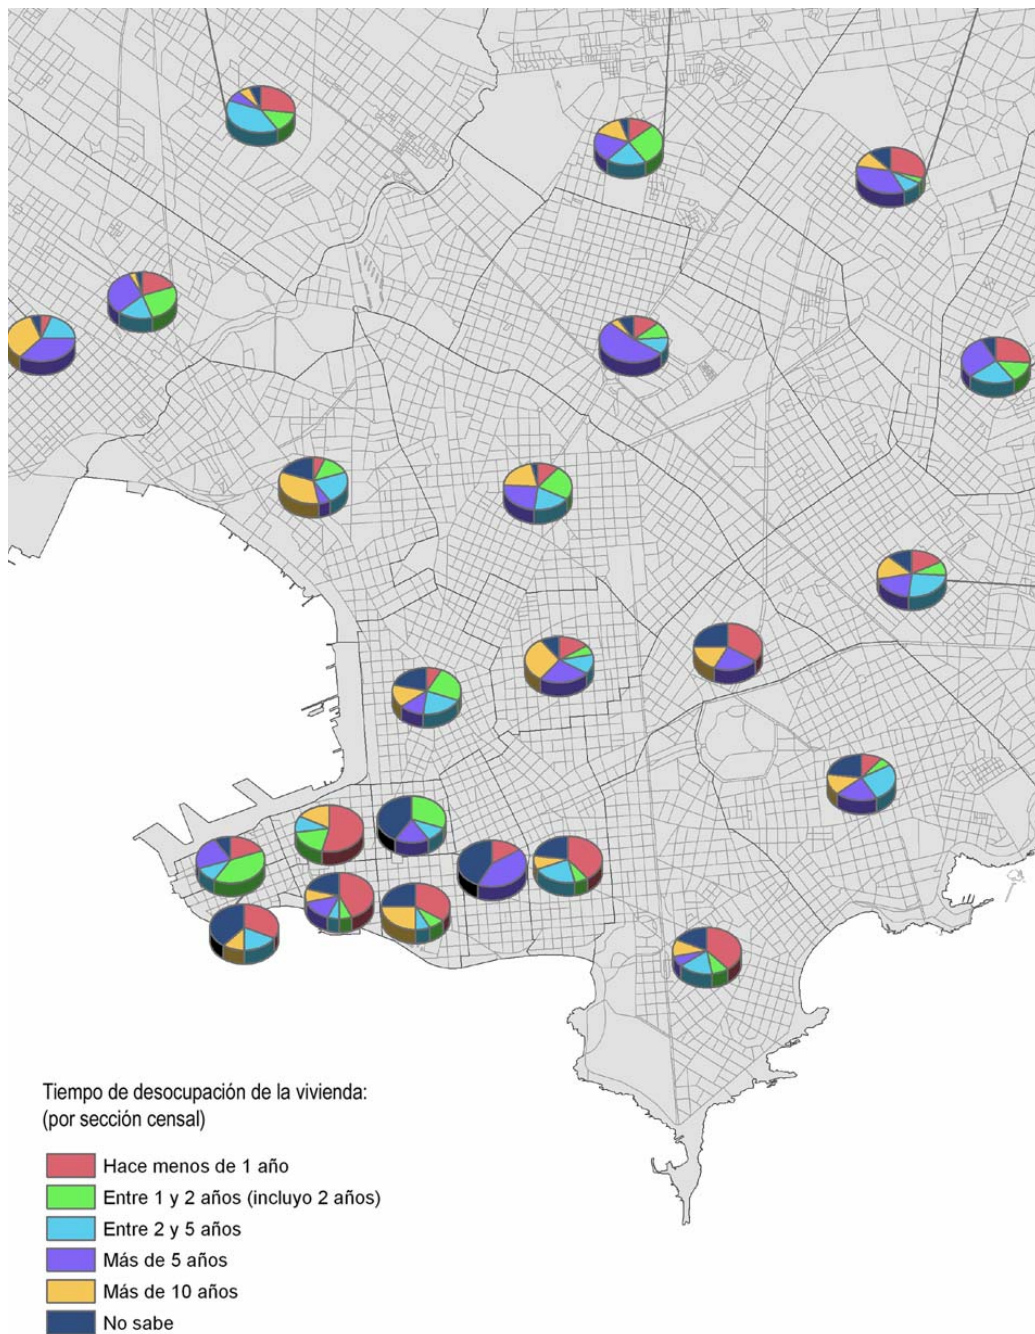 Tiempo de desocupación de la vivienda:
(por sección censal)
Hace menos de 1 año
Entre 1 y 2 años (incluyo 2 años)
Entre 2 y 5 años
Más de 5 años
Más de 10 años
No sabe